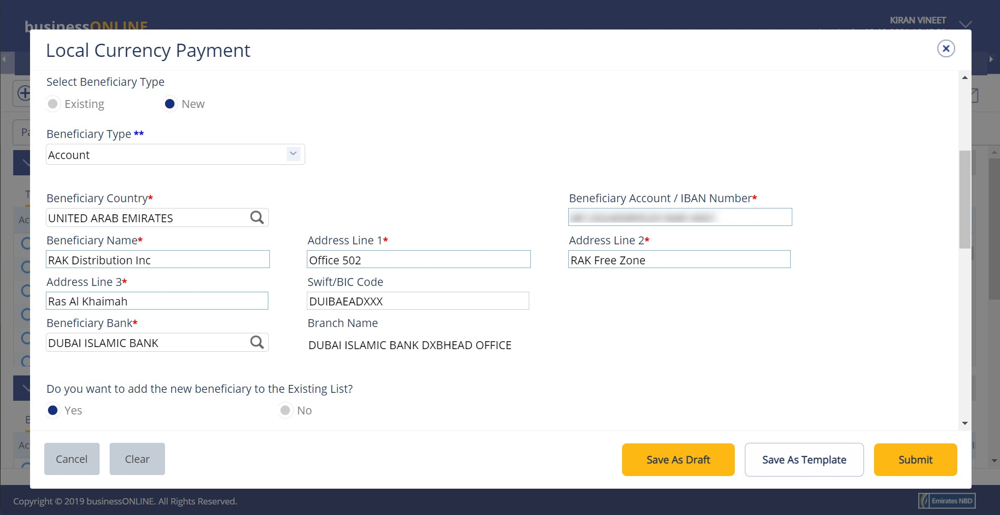 businessONLINE
KIRAN VINEET
Local Currency Payment
Select Beneficiary Type
Existing New
Beneficiary Type **
Account
Beneficiary Country* Beneficiary Account / IBAN Number*
UNITED ARAB EMIRATES
Beneficiary Name* Address Line 1* Address Line 2*
RAK Distribution Inc Office 502 RAK Free Zone
Address Line 3* Swift/BIC Code
Ras Al Khaimah DUIBAEADXXX
Beneficiary Bank* Branch Name
DUBAI ISLAMIC BANK DUBAI ISLAMIC BANK DXBHEAD OFFICE
Do you want to add the new beneficiary to the Existing List?
Yes No
Cancel Clear Save As Draft Save As Template Submit
Copyright © 2019 businessONLINE. All Rights Reserved. Emirates NBD